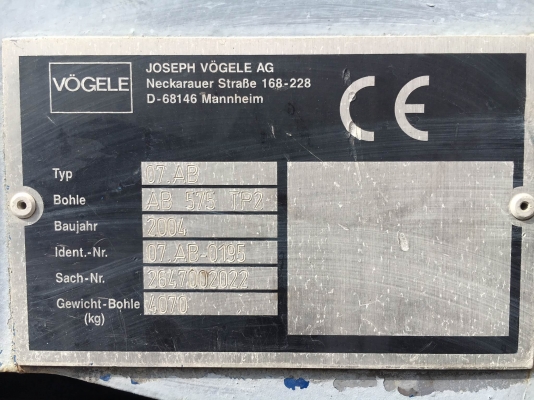 VÖGELE
JOSEPH VÖGELE AG
Neckarauer Straße 168-228
D-68146 Mannheim
CE
Typ 07.AB
Bohle AB 575 TP2
Baujahr 2004
Ident.-Nr. 07.AB-0195
Sach-Nr. 2647002022
Gewicht-Bohle 4070
(kg)